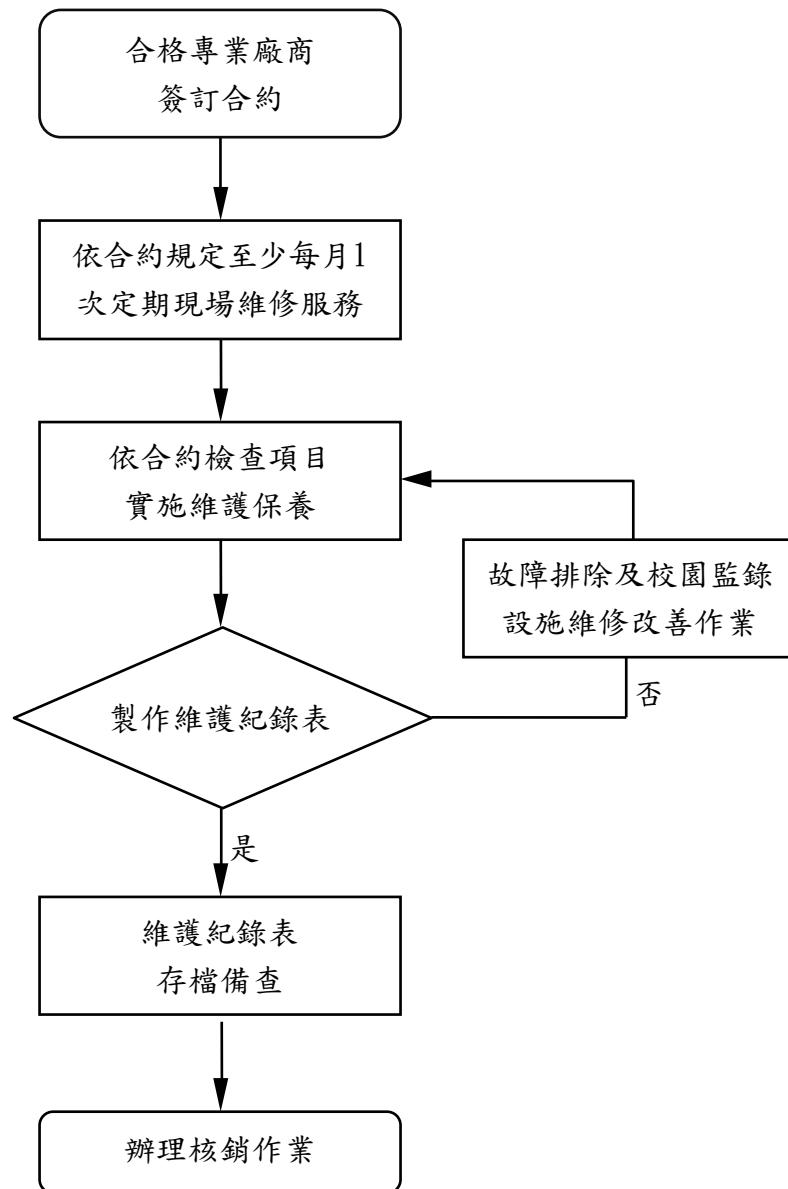 合格專業廠商
簽訂合約
依合約規定至少每月1
次定期現場維修服務
依合約檢查項目
實施維護保養
故障排除及校園監錄
設施維修改善作業
否
製作維護紀錄表
是
維護紀錄表
存檔備查
辦理核銷作業